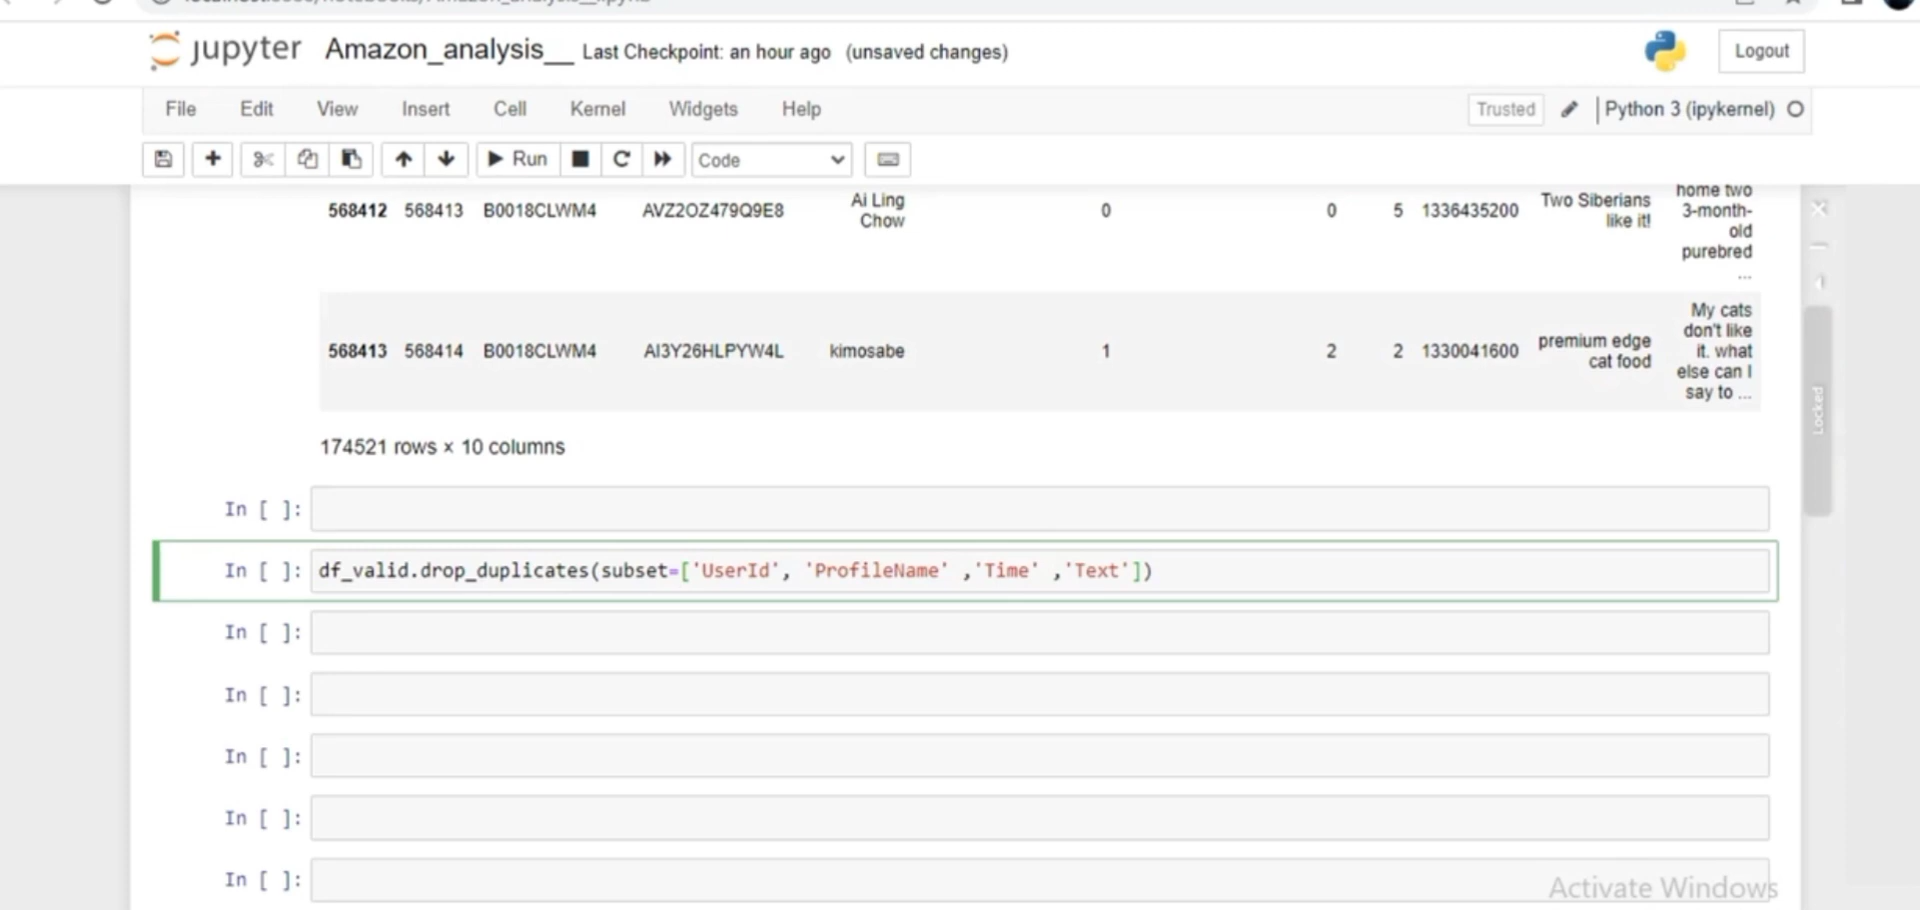 jupyter Amazon_analysis__ Last Checkpoint: an hour ago (unsaved changes) Logout
File Edit View Insert Cell Kernel Widgets Help Trusted Python 3 (ipykernel)
Run Code
568412 568413 B0018CLWM4 AVZ2OZ479Q9E8 Ai Ling Chow 0 0 5 1336435200 Two Siberians like it! home two 3-month-old purebred ...
568413 568414 B0018CLWM4 AI3Y26HLPYW4L kimosabe 1 2 2 1330041600 premium edge cat food My cats don't like it. what else can I say to ...
174521 rows × 10 columns
In [ ]:
In [ ]: df_valid.drop_duplicates(subset=['UserId', 'ProfileName' ,'Time' ,'Text'])
In [ ]:
In [ ]:
In [ ]:
In [ ]:
In [ ]:
Locked
Activate Windows